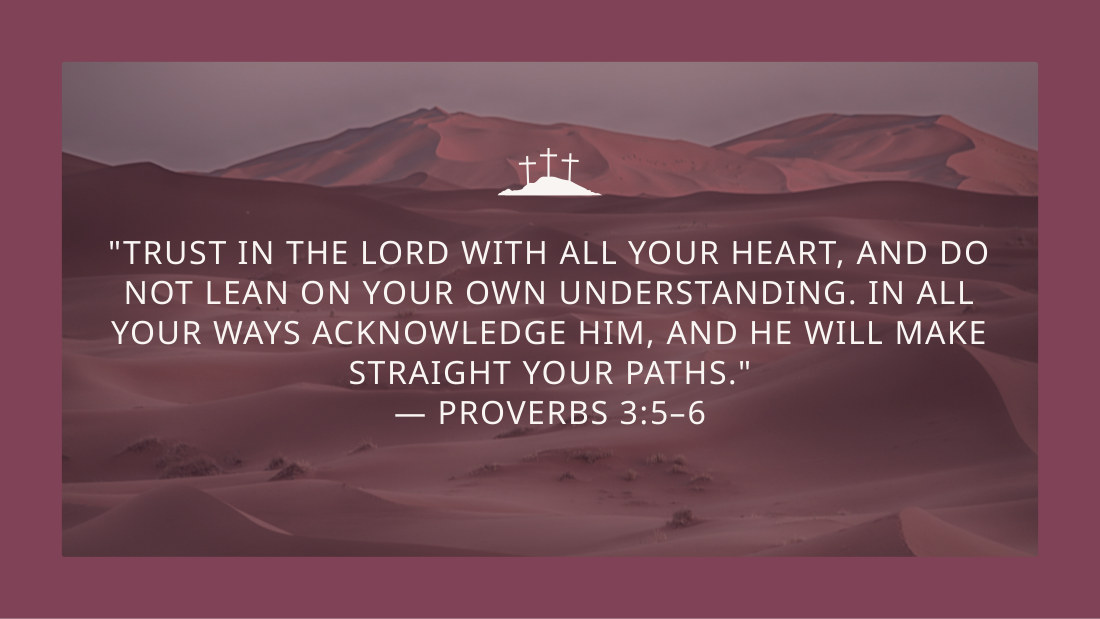 "TRUST IN THE LORD WITH ALL YOUR HEART, AND DO
NOT LEAN ON YOUR OWN UNDERSTANDING. IN ALL
YOUR WAYS ACKNOWLEDGE HIM, AND HE WILL MAKE
STRAIGHT YOUR PATHS."
— PROVERBS 3:5–6